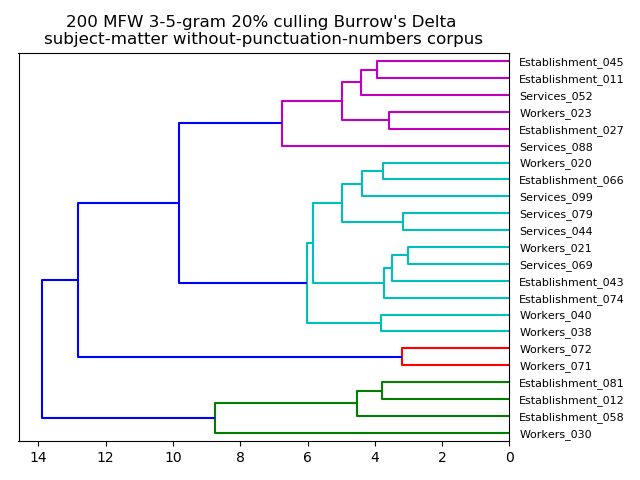 200 MFW 3-5-gram 20% culling Burrow's Delta
subject-matter without-punctuation-numbers corpus
Establishment_045
Establishment_011
Services_052
Workers_023
Establishment_027
Services_088
Workers_020
Establishment_066
Services_099
Services_079
Services_044
Workers_021
Services_069
Establishment_043
Establishment_074
Workers_040
Workers_038
Workers_072
Workers_071
Establishment_081
Establishment_012
Establishment_058
Workers_030
14 12 10 8 6 4 2 0